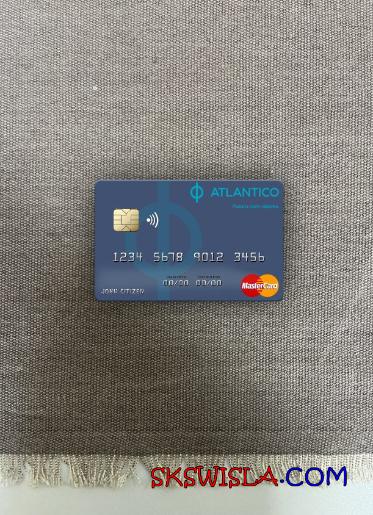 ATLANTICO
1234 5678 9012 3456
00/00 00/00
MasterCard
JOHN CITIZEN
SKSWISLA.COM